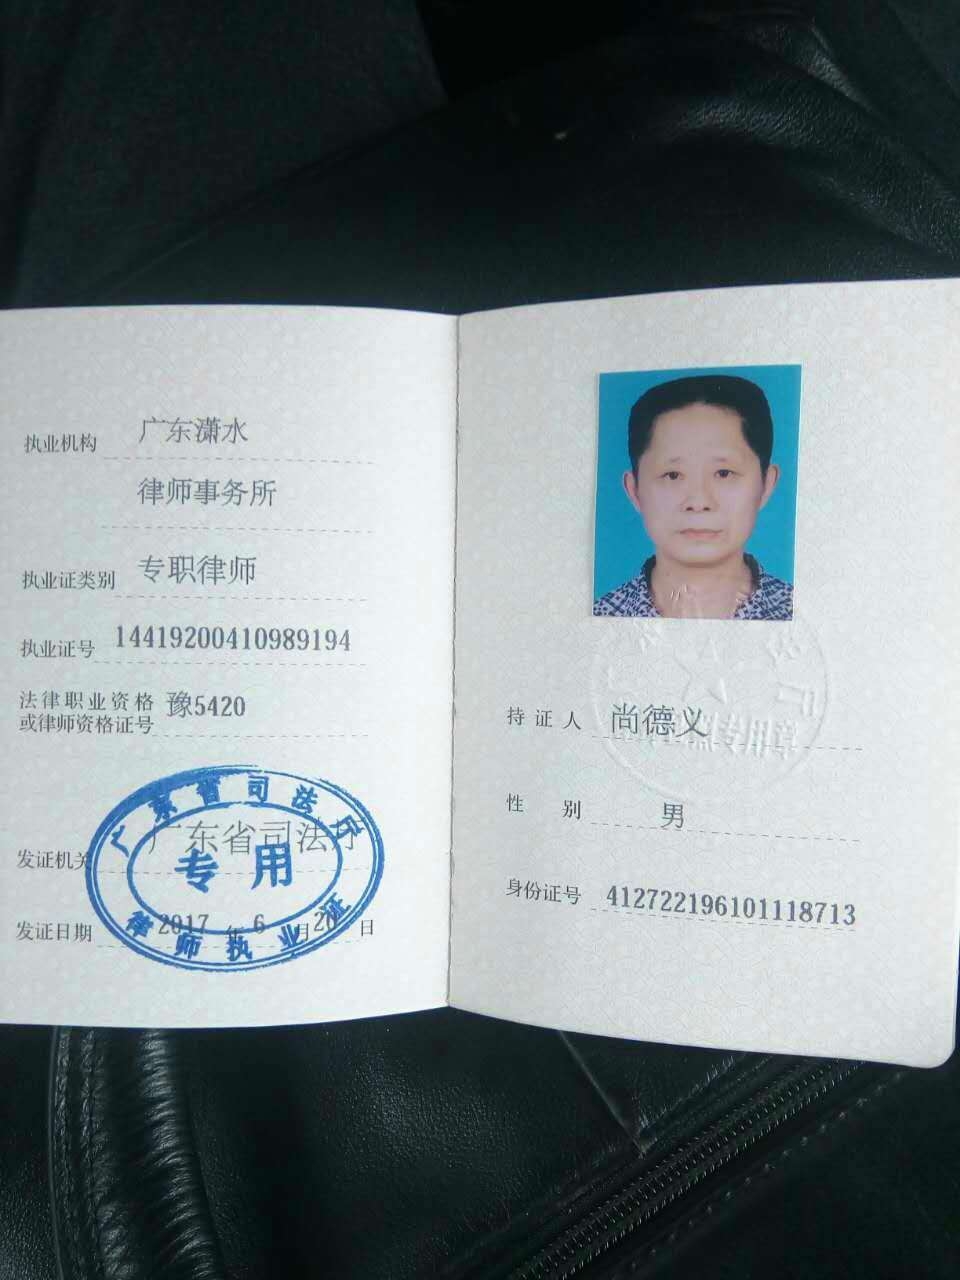 执业机构 广东潇水
律师事务所
执业证类别 专职律师
执业证号 14419200410989194
法律职业资格
或律师资格证号 豫5420
发证机关 广东省司法厅
发证日期 2017 年 6 月 20 日
广东省司法厅
专用
律师执业证
持证人 尚德义
性别 男
身份证号 412722196101118713